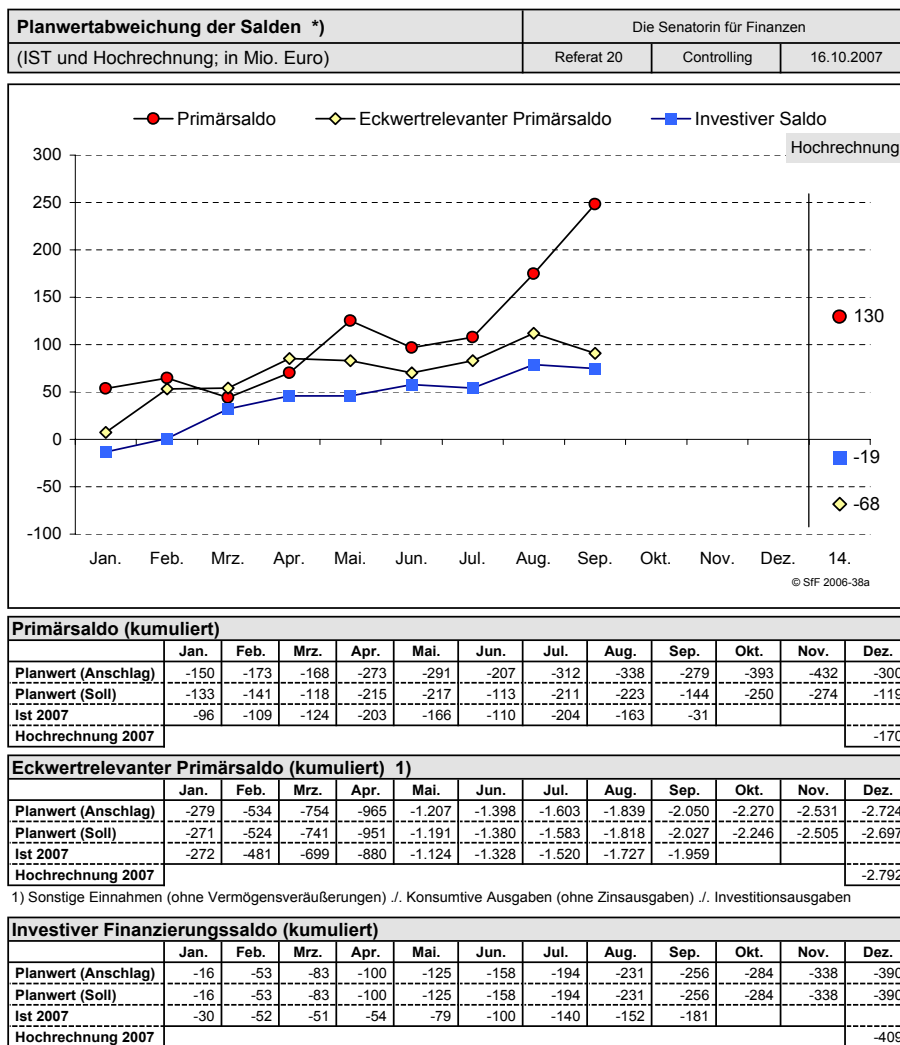 Planwertabweichung der Salden *)
Die Senatorin für Finanzen
(IST und Hochrechnung; in Mio. Euro)
Referat 20 Controlling 16.10.2007
Primärsaldo Eckwertrelevanter Primärsaldo Investiver Saldo
Hochrechnung
300
250
200
150
100
50
0
-50
-100
130
-19
-68
Jan. Feb. Mrz. Apr. Mai. Jun. Jul. Aug. Sep. Okt. Nov. Dez. 14.
© SfF 2006-38a
Primärsaldo (kumuliert)
Jan. Feb. Mrz. Apr. Mai. Jun. Jul. Aug. Sep. Okt. Nov. Dez.
Planwert (Anschlag) -150 -173 -168 -273 -291 -207 -312 -338 -279 -393 -432 -300
Planwert (Soll) -133 -141 -118 -215 -217 -113 -211 -223 -144 -250 -274 -119
Ist 2007 -96 -109 -124 -203 -166 -110 -204 -163 -31
Hochrechnung 2007 -170
Eckwertrelevanter Primärsaldo (kumuliert) 1)
Jan. Feb. Mrz. Apr. Mai. Jun. Jul. Aug. Sep. Okt. Nov. Dez.
Planwert (Anschlag) -279 -534 -754 -965 -1.207 -1.398 -1.603 -1.839 -2.050 -2.270 -2.531 -2.724
Planwert (Soll) -271 -524 -741 -951 -1.191 -1.380 -1.583 -1.818 -2.027 -2.246 -2.505 -2.697
Ist 2007 -272 -481 -699 -880 -1.124 -1.328 -1.520 -1.727 -1.959
Hochrechnung 2007 -2.792
1) Sonstige Einnahmen (ohne Vermögensveräußerungen) ./. Konsumtive Ausgaben (ohne Zinsausgaben) ./. Investitionsausgaben
Investiver Finanzierungssaldo (kumuliert)
Jan. Feb. Mrz. Apr. Mai. Jun. Jul. Aug. Sep. Okt. Nov. Dez.
Planwert (Anschlag) -16 -53 -83 -100 -125 -158 -194 -231 -256 -284 -338 -390
Planwert (Soll) -16 -53 -83 -100 -125 -158 -194 -231 -256 -284 -338 -390
Ist 2007 -30 -52 -51 -54 -79 -100 -140 -152 -181
Hochrechnung 2007 -409